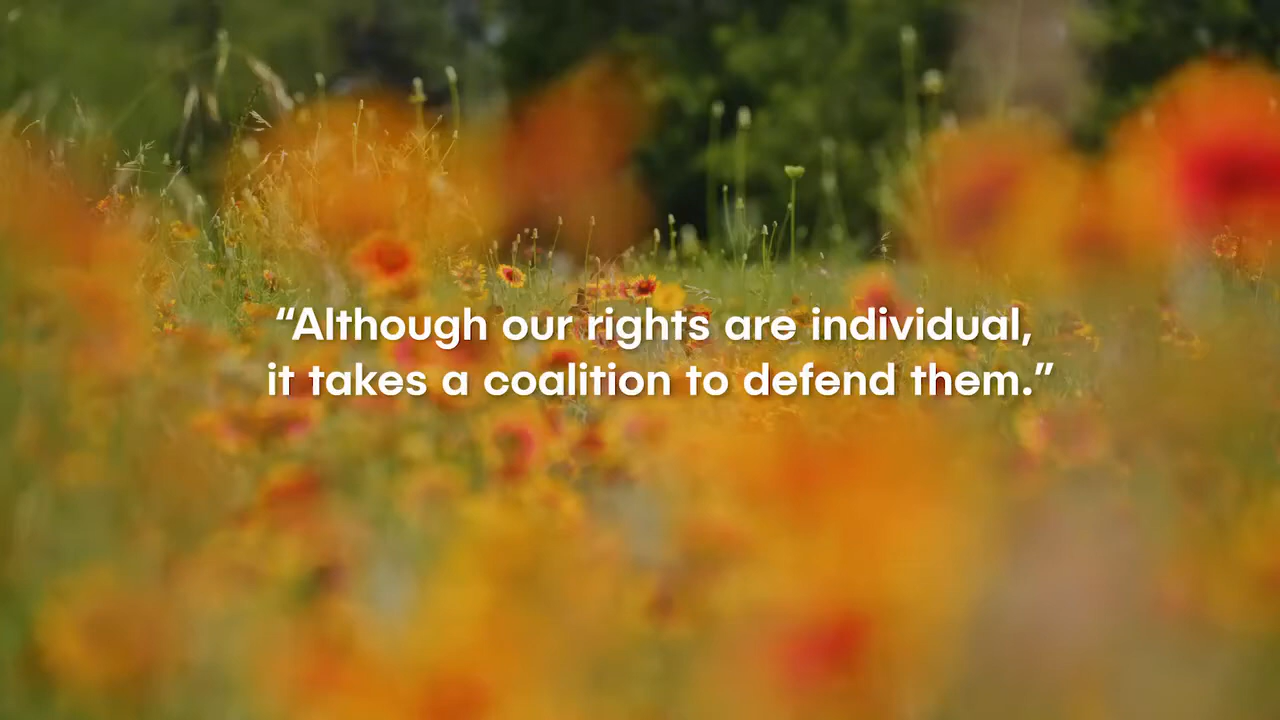 “Although our rights are individual,
it takes a coalition to defend them.”